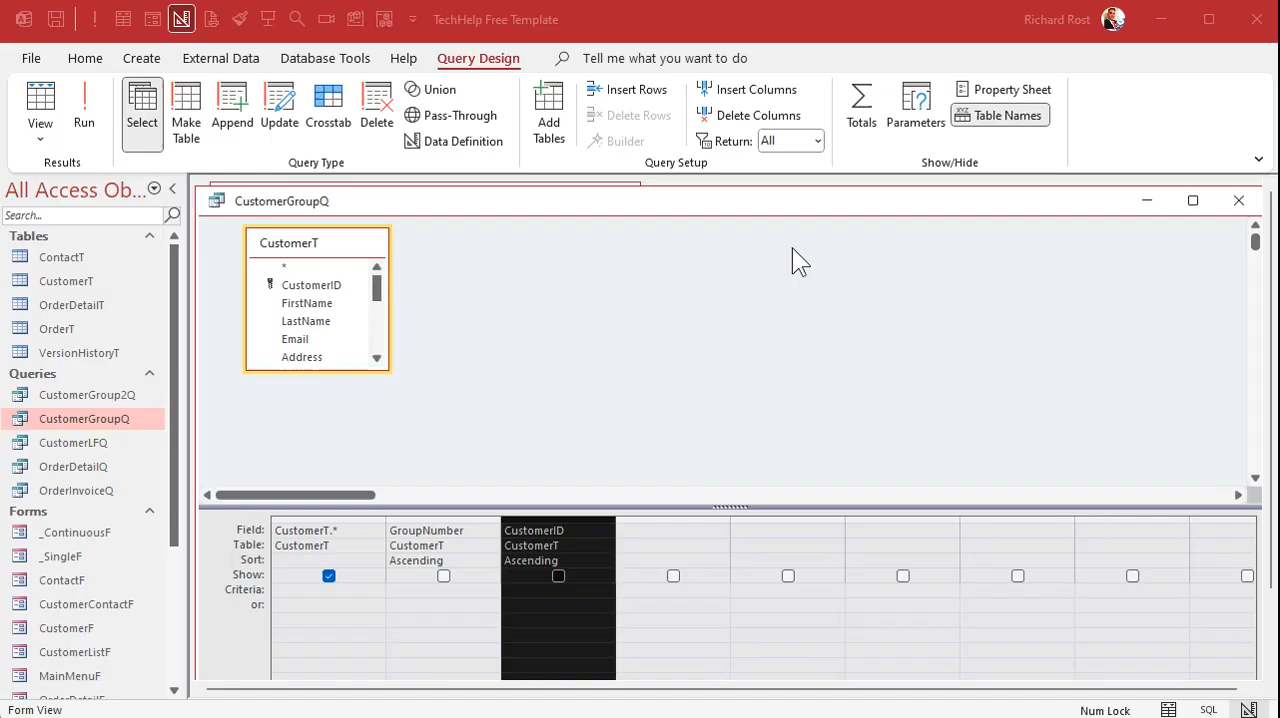 TechHelp Free Template
Richard Rost
File Home Create External Data Database Tools Help Query Design Tell me what you want to do
View
Run
Select
Make
Table
Append
Update
Crosstab
Delete
Union
Pass-Through
Data Definition
Add
Tables
Insert Rows
Delete Rows
Builder
Insert Columns
Delete Columns
Return: All
Totals
Parameters
Property Sheet
XYZ Table Names
Results
Query Type
Query Setup
Show/Hide
All Access Ob...
Search...
Tables
ContactT
CustomerT
OrderDetailT
OrderT
VersionHistoryT
Queries
CustomerGroup2Q
CustomerGroupQ
CustomerLFQ
OrderDetailQ
OrderInvoiceQ
Forms
_ContinuousF
_SingleF
ContactF
CustomerContactF
CustomerF
CustomerListF
MainMenuF
OrderDetailF
CustomerGroupQ
CustomerT
*
CustomerID
FirstName
LastName
Email
Address
Field: CustomerT.* GroupNumber CustomerID
Table: CustomerT CustomerT CustomerT
Sort: Ascending Ascending
Show:
Criteria:
or:
Form View
Num Lock
SQL